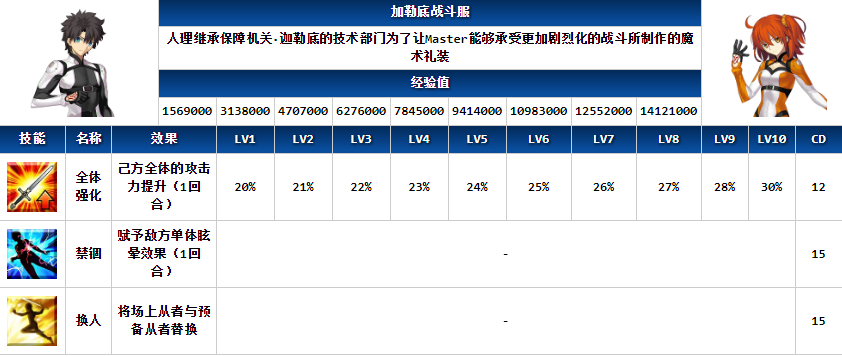 加勒底战斗服
人理继承保障机关·迦勒底的技术部门为了让Master能够承受更加剧烈化的战斗所制作的魔
术礼装
经验值
1569000 3138000 4707000 6276000 7845000 9414000 10983000 12552000 14121000
技能 名称 效果 LV1 LV2 LV3 LV4 LV5 LV6 LV7 LV8 LV9 LV10 CD
全体
强化
己方全体的攻击
力提升（1回
合）
20% 21% 22% 23% 24% 25% 26% 27% 28% 30% 12
禁锢
赋予敌方单体眩
晕效果（1回
合）
- 15
换人
将场上从者与预
备从者替换
- 15